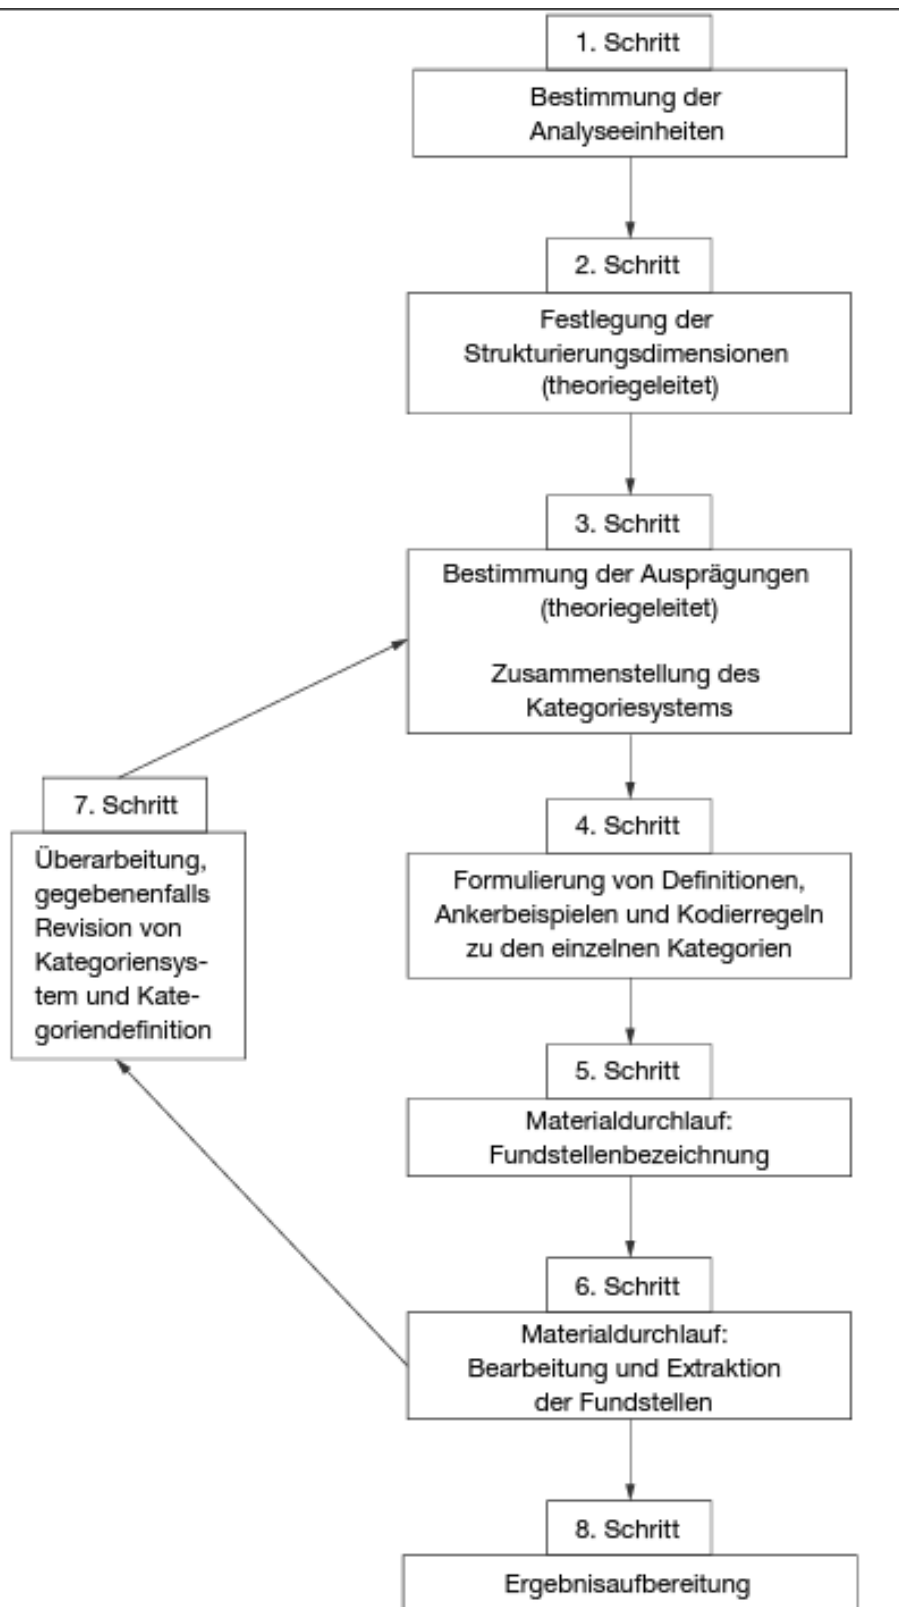 1. Schritt
Bestimmung der
Analyseeinheiten
2. Schritt
Festlegung der
Strukturierungsdimensionen
(theoriegeleitet)
3. Schritt
Bestimmung der Ausprägungen
(theoriegeleitet)
Zusammenstellung des
Kategoriesystems
4. Schritt
Formulierung von Definitionen,
Ankerbeispielen und Kodierregeln
zu den einzelnen Kategorien
5. Schritt
Materialdurchlauf:
Fundstellenbezeichnung
6. Schritt
Materialdurchlauf:
Bearbeitung und Extraktion
der Fundstellen
7. Schritt
Überarbeitung,
gegebenenfalls
Revision von
Kategoriensys-
tem und Kate-
goriendefinition
8. Schritt
Ergebnisaufbereitung